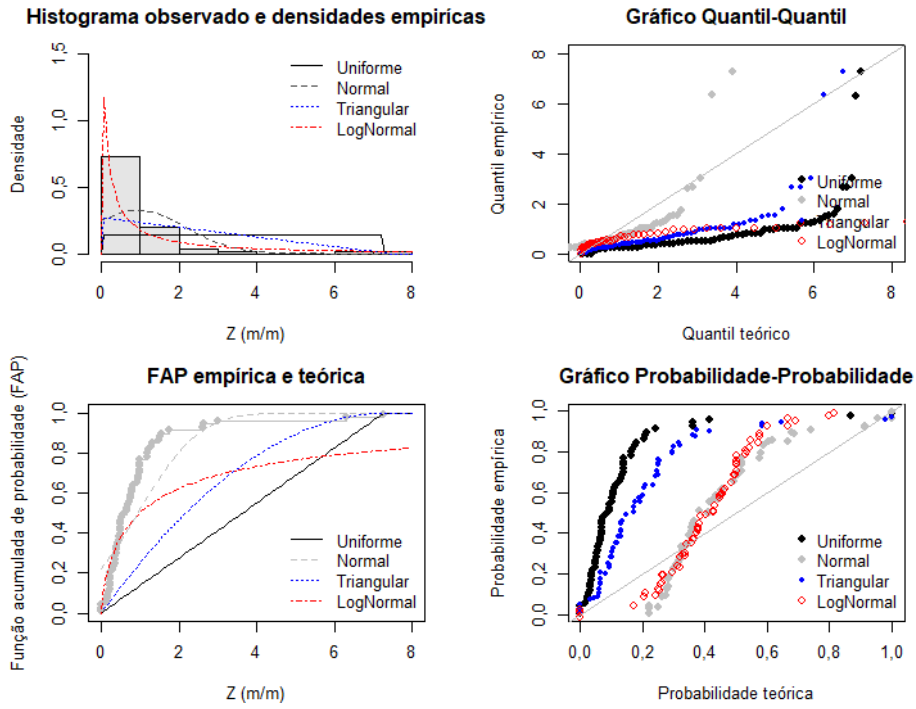 Histograma observado e densidades empirícas
Densidade
0,0 0,5 1,0 1,5
Uniforme
Normal
Triangular
LogNormal
0 2 4 6 8
Z (m/m)
Gráfico Quantil-Quantil
Quantil empírico
0 2 4 6 8
Uniforme
Normal
Triangular
LogNormal
0 2 4 6 8
Quantil teórico
FAP empírica e teórica
Função acumulada de probabilidade (FAP)
0,0 0,2 0,4 0,6 0,8 1,0
Uniforme
Normal
Triangular
LogNormal
0 2 4 6 8
Z (m/m)
Gráfico Probabilidade-Probabilidade
Probabilidade empírica
0,0 0,2 0,4 0,6 0,8 1,0
Uniforme
Normal
Triangular
LogNormal
0,0 0,2 0,4 0,6 0,8 1,0
Probabilidade teórica